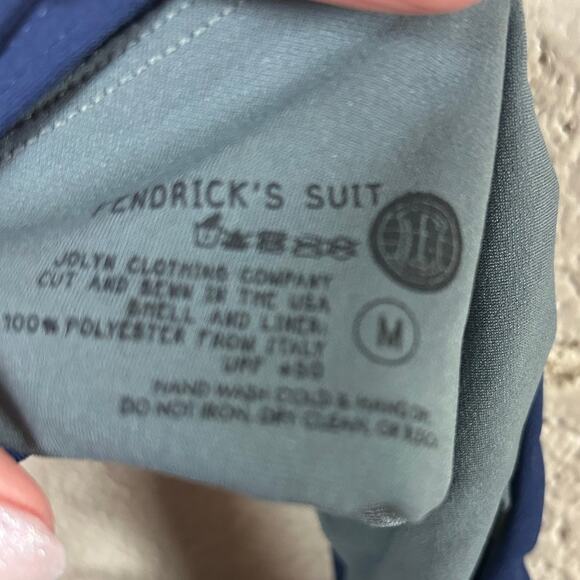 FENDRICK'S SUIT
JOLYN CLOTHING COMPANY
CUT AND SEWN IN THE USA
SHELL AND LINER:
100% POLYESTER FROM ITALY
UPF +50
M
HAND WASH COLD & HANG DRY.
DO NOT IRON, DRY CLEAN, OR